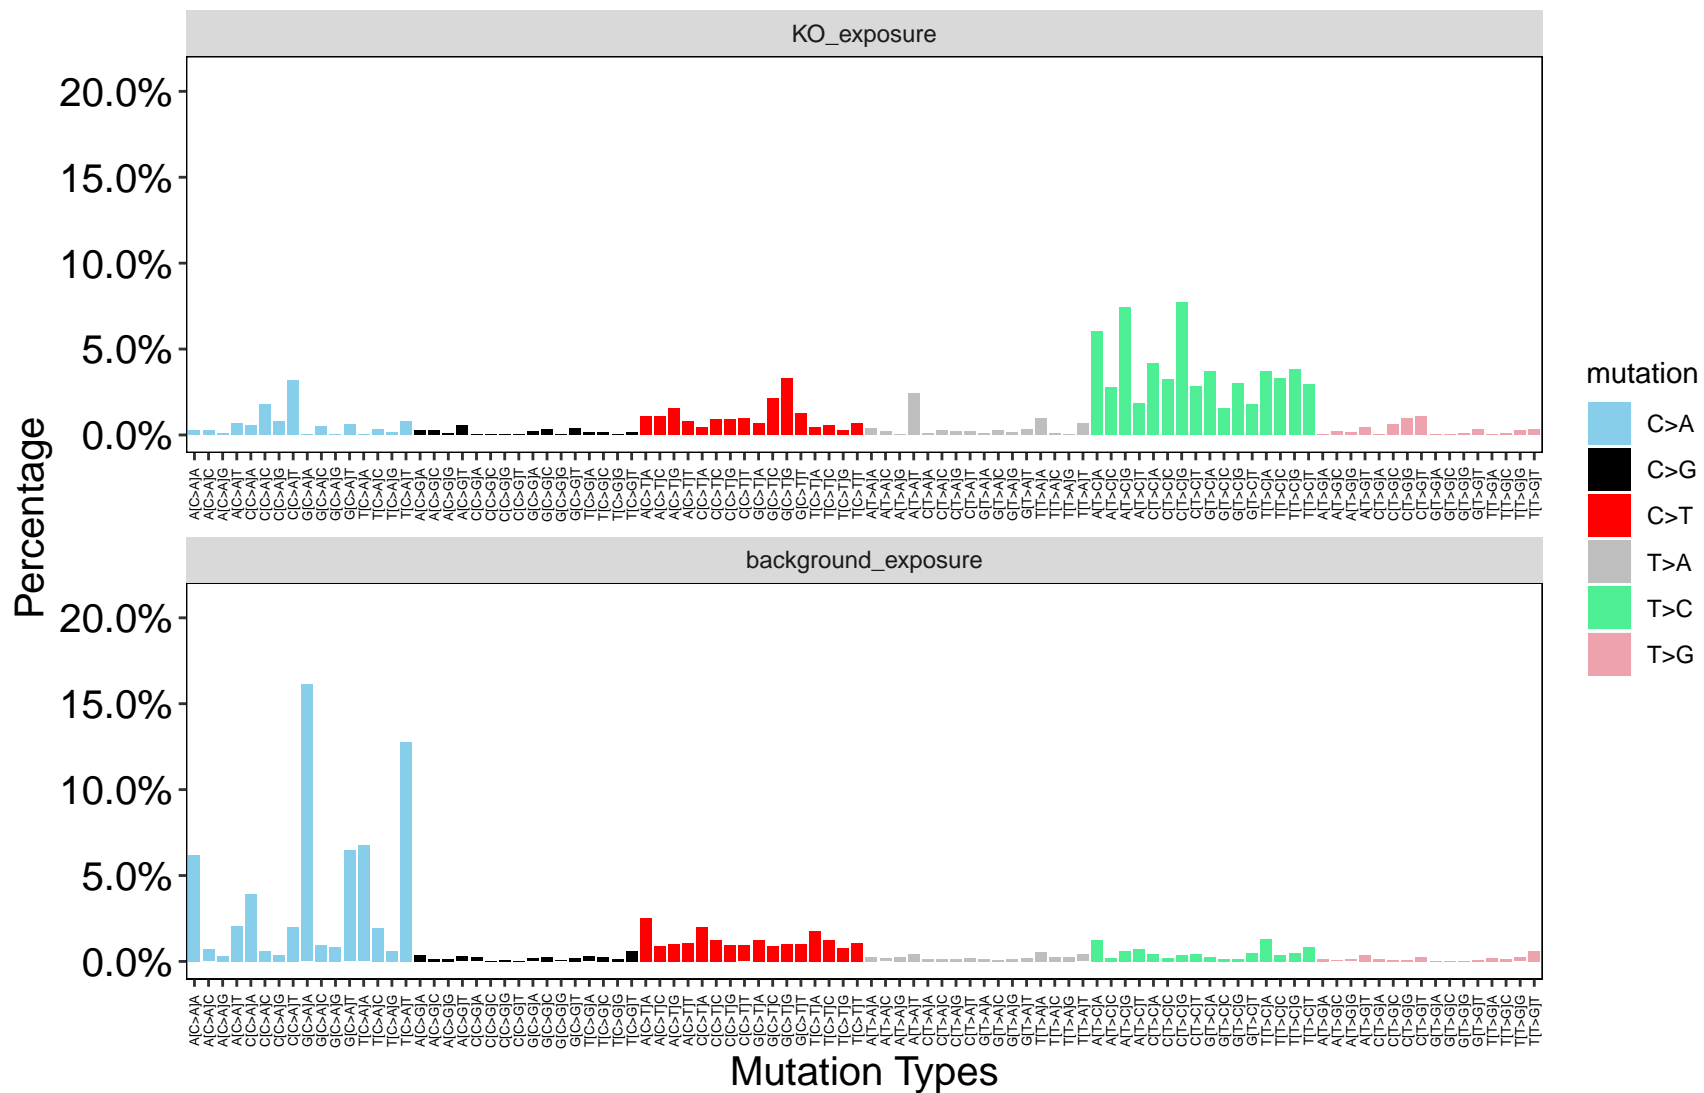 KO_exposure
20.0%
15.0%
10.0%
5.0%
0.0%
A[C>A]A A[C>A]C A[C>A]G A[C>A]T C[C>A]A C[C>A]C C[C>A]G C[C>A]T G[C>A]A G[C>A]C G[C>A]G G[C>A]T T[C>A]A T[C>A]C T[C>A]G T[C>A]T A[C>G]A A[C>G]C A[C>G]G A[C>G]T C[C>G]A C[C>G]C C[C>G]G C[C>G]T G[C>G]A G[C>G]C G[C>G]G G[C>G]T T[C>G]A T[C>G]C T[C>G]G T[C>G]T A[C>T]A A[C>T]C A[C>T]G A[C>T]T C[C>T]A C[C>T]C C[C>T]G C[C>T]T G[C>T]A G[C>T]C G[C>T]G G[C>T]T T[C>T]A T[C>T]C T[C>T]G T[C>T]T A[T>A]A A[T>A]C A[T>A]G A[T>A]T C[T>A]A C[T>A]C C[T>A]G C[T>A]T G[T>A]A G[T>A]C G[T>A]G G[T>A]T T[T>A]A T[T>A]C T[T>A]G T[T>A]T A[T>C]A A[T>C]C A[T>C]G A[T>C]T C[T>C]A C[T>C]C C[T>C]G C[T>C]T G[T>C]A G[T>C]C G[T>C]G G[T>C]T T[T>C]A T[T>C]C T[T>C]G T[T>C]T A[T>G]A A[T>G]C A[T>G]G A[T>G]T C[T>G]A C[T>G]C C[T>G]G C[T>G]T G[T>G]A G[T>G]C G[T>G]G G[T>G]T T[T>G]A T[T>G]C T[T>G]G T[T>G]T
Percentage
background_exposure
20.0%
15.0%
10.0%
5.0%
0.0%
A[C>A]A A[C>A]C A[C>A]G A[C>A]T C[C>A]A C[C>A]C C[C>A]G C[C>A]T G[C>A]A G[C>A]C G[C>A]G G[C>A]T T[C>A]A T[C>A]C T[C>A]G T[C>A]T A[C>G]A A[C>G]C A[C>G]G A[C>G]T C[C>G]A C[C>G]C C[C>G]G C[C>G]T G[C>G]A G[C>G]C G[C>G]G G[C>G]T T[C>G]A T[C>G]C T[C>G]G T[C>G]T A[C>T]A A[C>T]C A[C>T]G A[C>T]T C[C>T]A C[C>T]C C[C>T]G C[C>T]T G[C>T]A G[C>T]C G[C>T]G G[C>T]T T[C>T]A T[C>T]C T[C>T]G T[C>T]T A[T>A]A A[T>A]C A[T>A]G A[T>A]T C[T>A]A C[T>A]C C[T>A]G C[T>A]T G[T>A]A G[T>A]C G[T>A]G G[T>A]T T[T>A]A T[T>A]C T[T>A]G T[T>A]T A[T>C]A A[T>C]C A[T>C]G A[T>C]T C[T>C]A C[T>C]C C[T>C]G C[T>C]T G[T>C]A G[T>C]C G[T>C]G G[T>C]T T[T>C]A T[T>C]C T[T>C]G T[T>C]T A[T>G]A A[T>G]C A[T>G]G A[T>G]T C[T>G]A C[T>G]C C[T>G]G C[T>G]T G[T>G]A G[T>G]C G[T>G]G G[T>G]T T[T>G]A T[T>G]C T[T>G]G T[T>G]T
Mutation Types
mutation
C>A
C>G
C>T
T>A
T>C
T>G